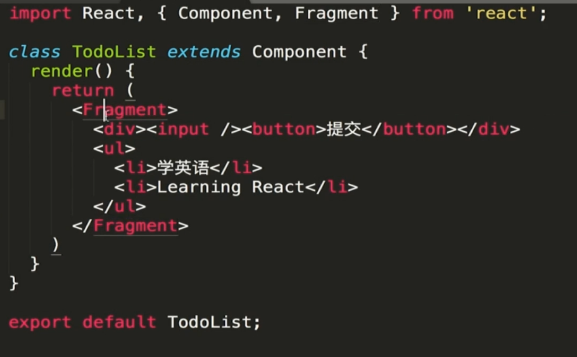 import React, { Component, Fragment } from 'react';
class TodoList extends Component {
render() {
return (
<Fragment>
<div><input /><button>提交</button></div>
<ul>
<li>学英语</li>
<li>Learning React</li>
</ul>
</Fragment>
)
}
}
export default TodoList;